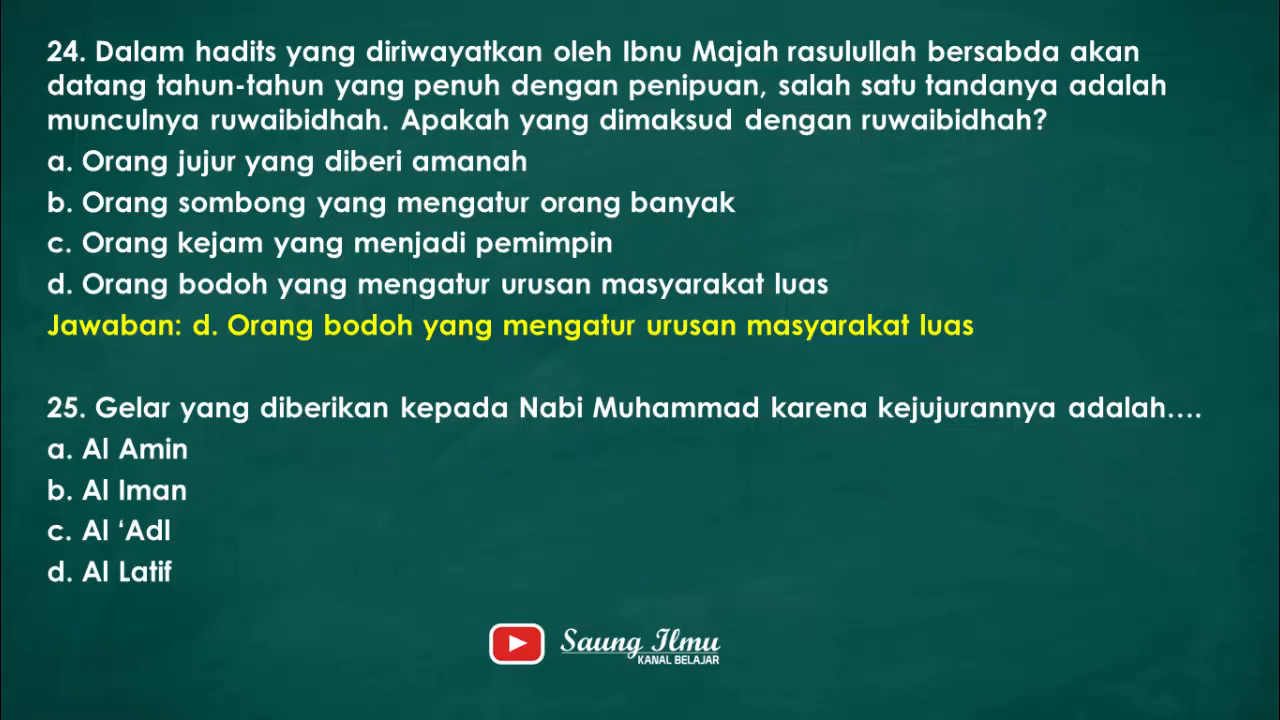 24. Dalam hadits yang diriwayatkan oleh Ibnu Majah rasulullah bersabda akan
datang tahun-tahun yang penuh dengan penipuan, salah satu tandanya adalah
munculnya ruwaibidhah. Apakah yang dimaksud dengan ruwaibidhah?
a. Orang jujur yang diberi amanah
b. Orang sombong yang mengatur orang banyak
c. Orang kejam yang menjadi pemimpin
d. Orang bodoh yang mengatur urusan masyarakat luas
Jawaban: d. Orang bodoh yang mengatur urusan masyarakat luas
25. Gelar yang diberikan kepada Nabi Muhammad karena kejujurannya adalah….
a. Al Amin
b. Al Iman
c. Al ‘Adl
d. Al Latif
Saung Ilmu
KANAL BELAJAR